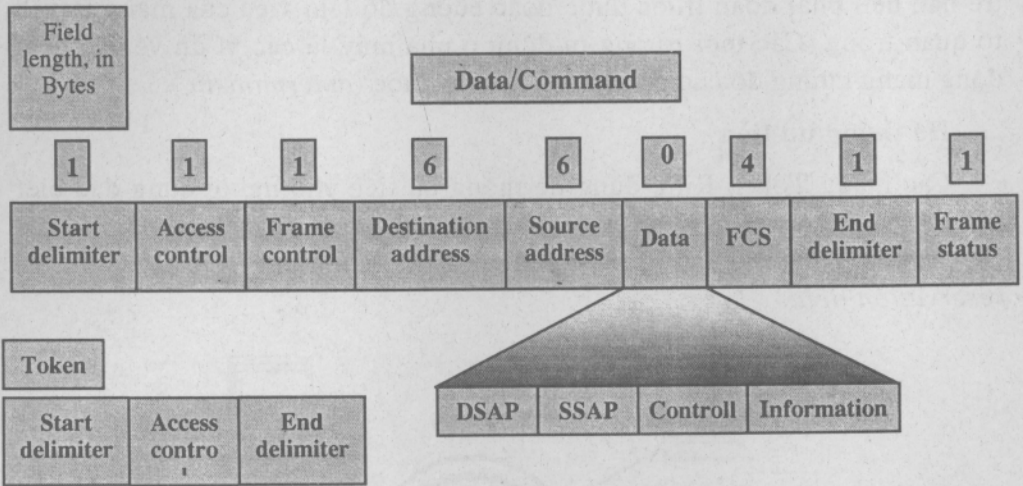 Field
length, in
Bytes
Data/Command
1 1 1 6 6 0 4 1 1
Start delimiter
Access control
Frame control
Destination address
Source address
Data
FCS
End delimiter
Frame status
Token
Start delimiter
Access contro
End delimiter
DSAP SSAP Controll Information